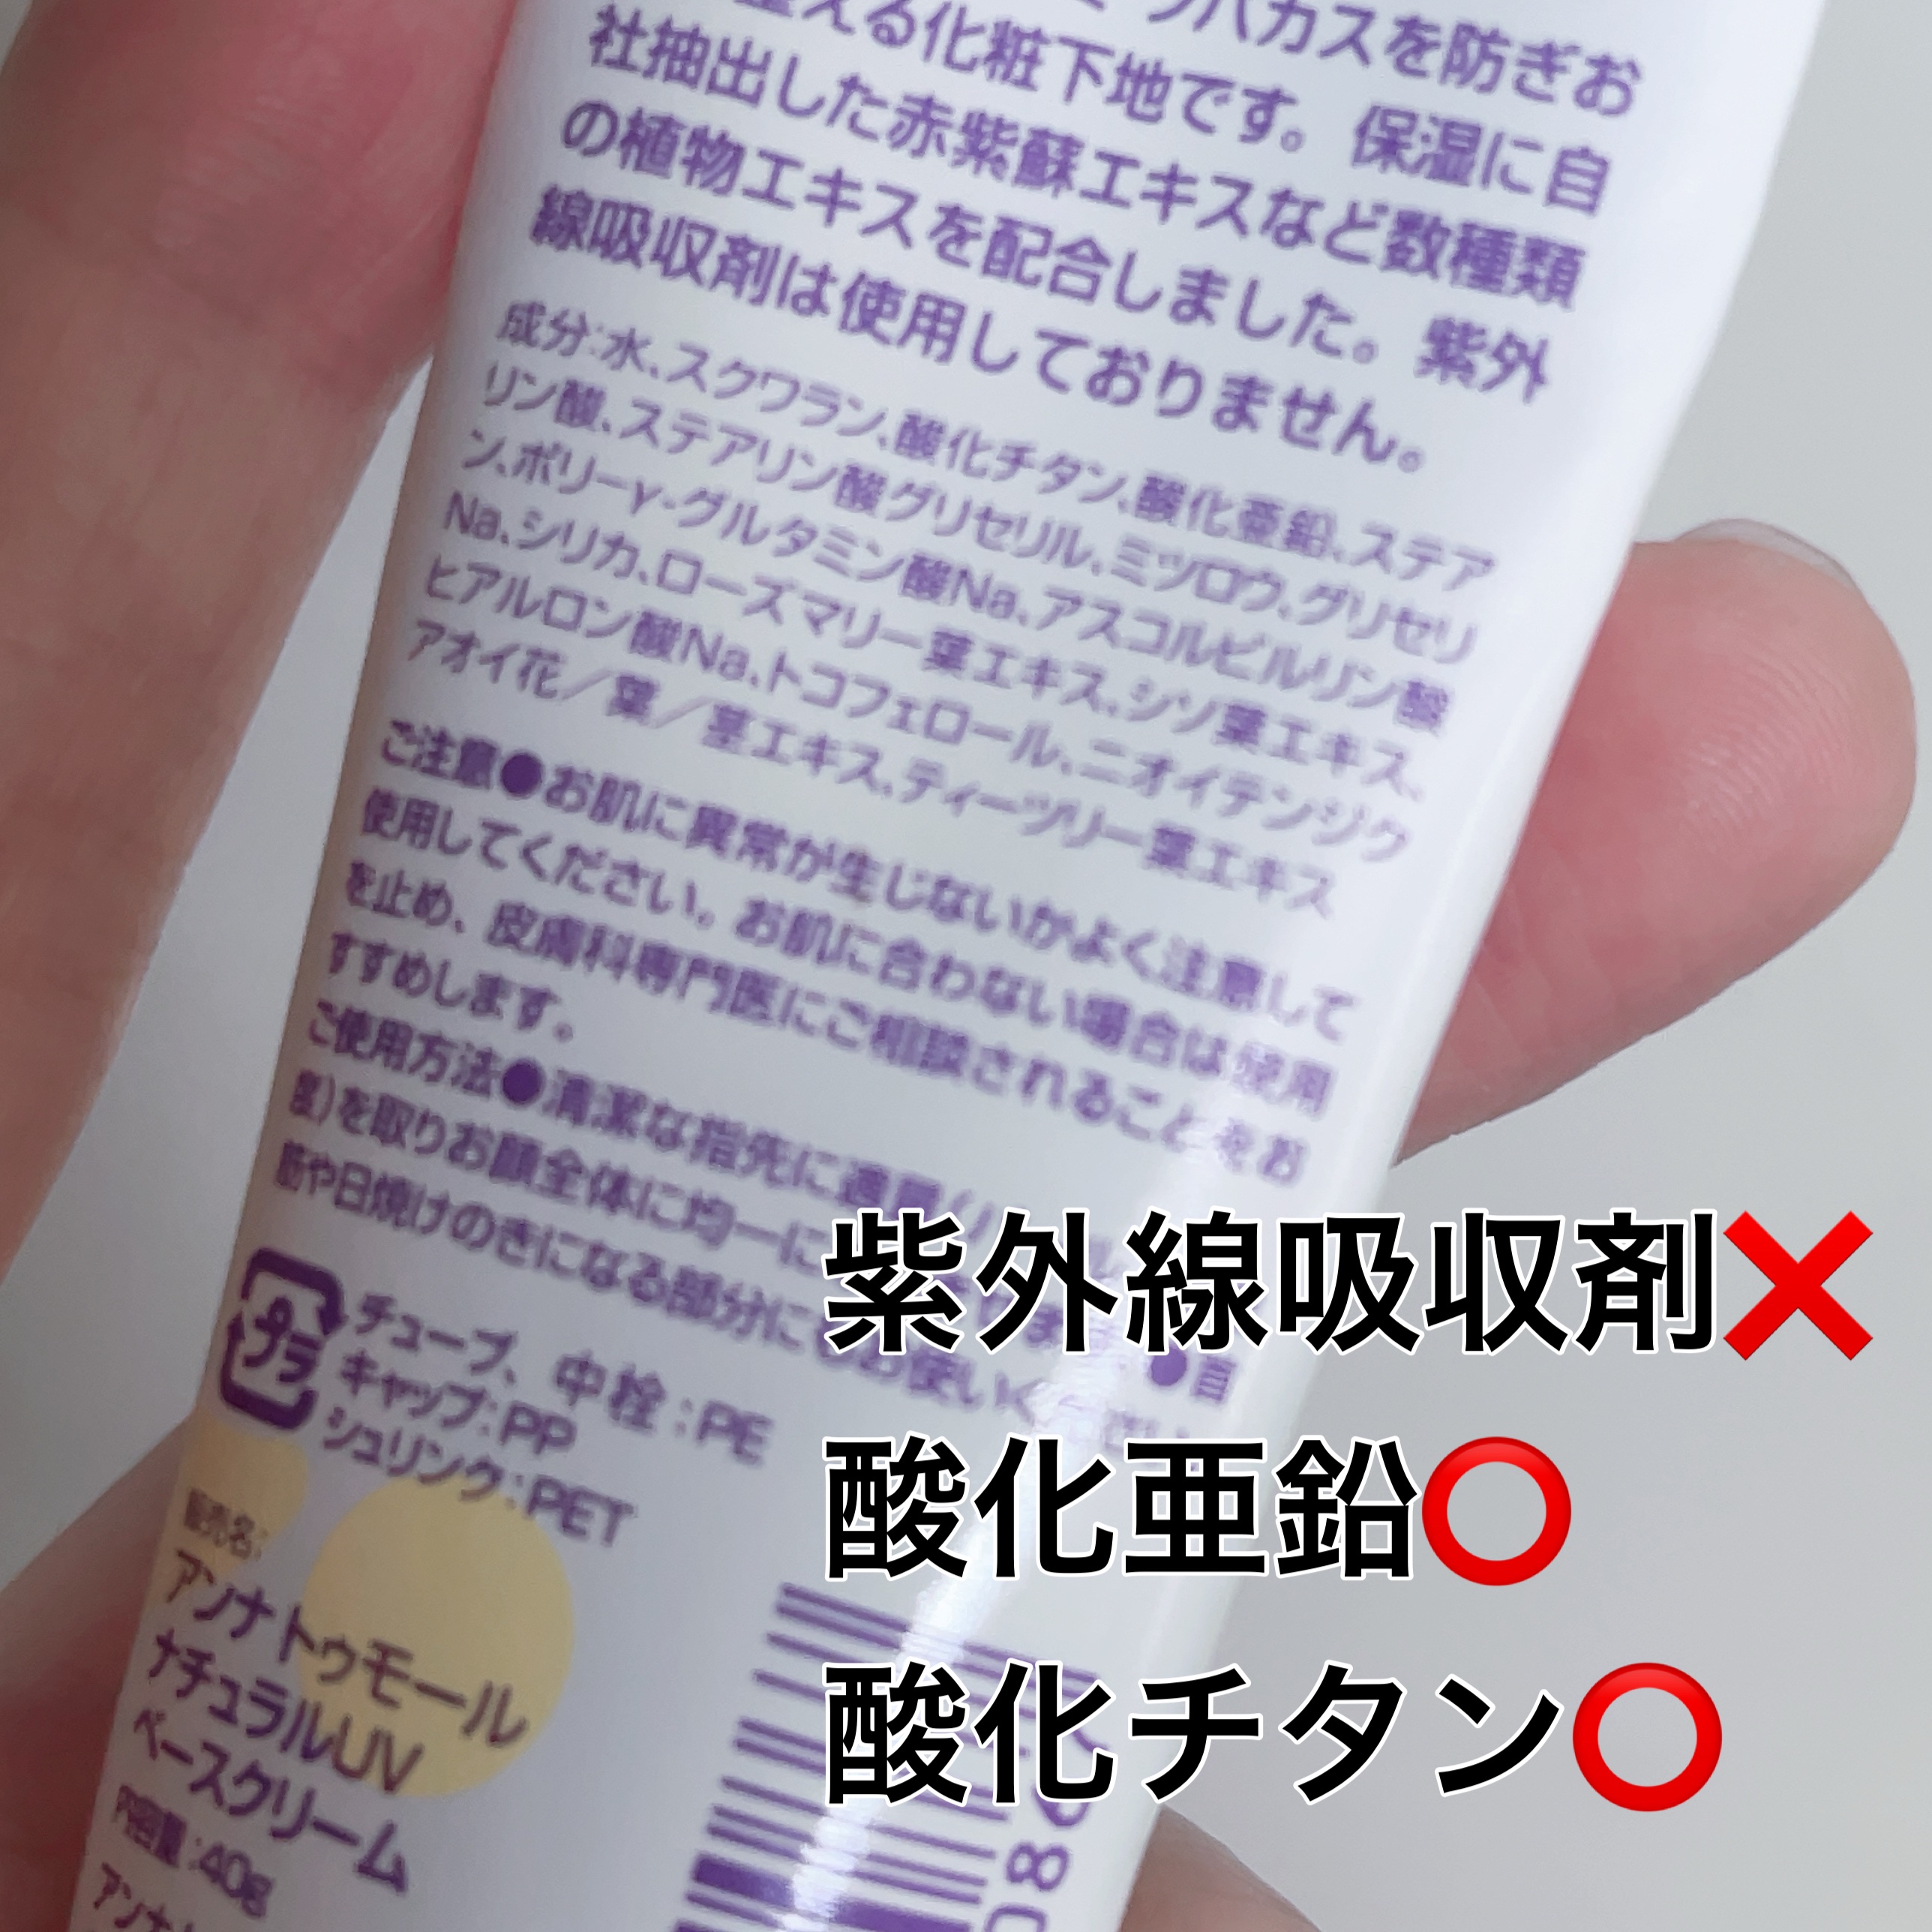 カスを防ぎお
える化粧下地です。保湿に自
社抽出した赤紫蘇エキスなど数種類
の植物エキスを配合しました。紫外
線吸収剤は使用しておりません。
成分:水、スクワラン、酸化チタン、酸化亜鉛、ステア
リン酸、ステアリン酸グリセリル、ミツロウ、グリセリ
ン、ポリ-γ-グルタミン酸Na、アスコルビルリン酸
Na、シリカ、ローズマリー葉エキス、シソ葉エキス、
ヒアルロン酸Na、トコフェロール、ニオイテンジク
アオイ花/葉/茎エキス、ティーツリー葉エキス
ご注意●お肌に異常が生じないかよく注意して
使用してください。お肌に合わない場合は使用
を止め、皮膚科専門医にご相談されることをお
すすめします。
ご使用方法●清潔な指先に適量(
を取りお顔全体に均一に
筋や日焼けのきになる部分にもお使いください
●首
プラ
チューブ、中栓:PE
キャップ:PP
シュリンク:PET
販売名:
アンナトゥモール
ナチュラルUV
ベースクリーム
内容量:40g
アンナト
紫外線吸収剤❌
酸化亜鉛⭕
酸化チタン⭕